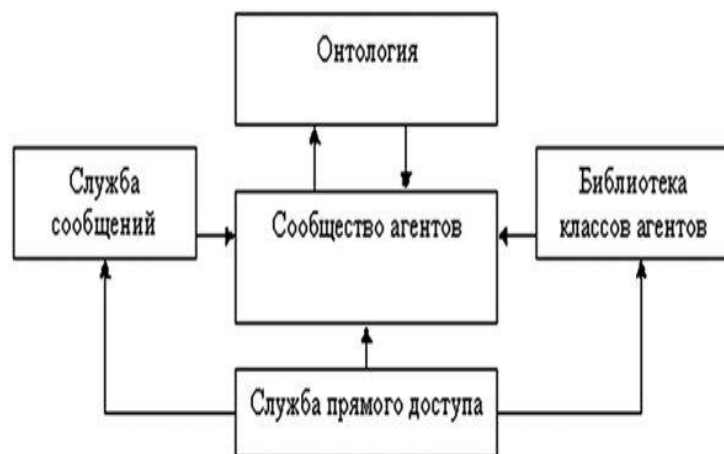 Онтология
Служба
сообщений
Сообщество агентов
Библиотека
классов агентов
Служба прямого доступа